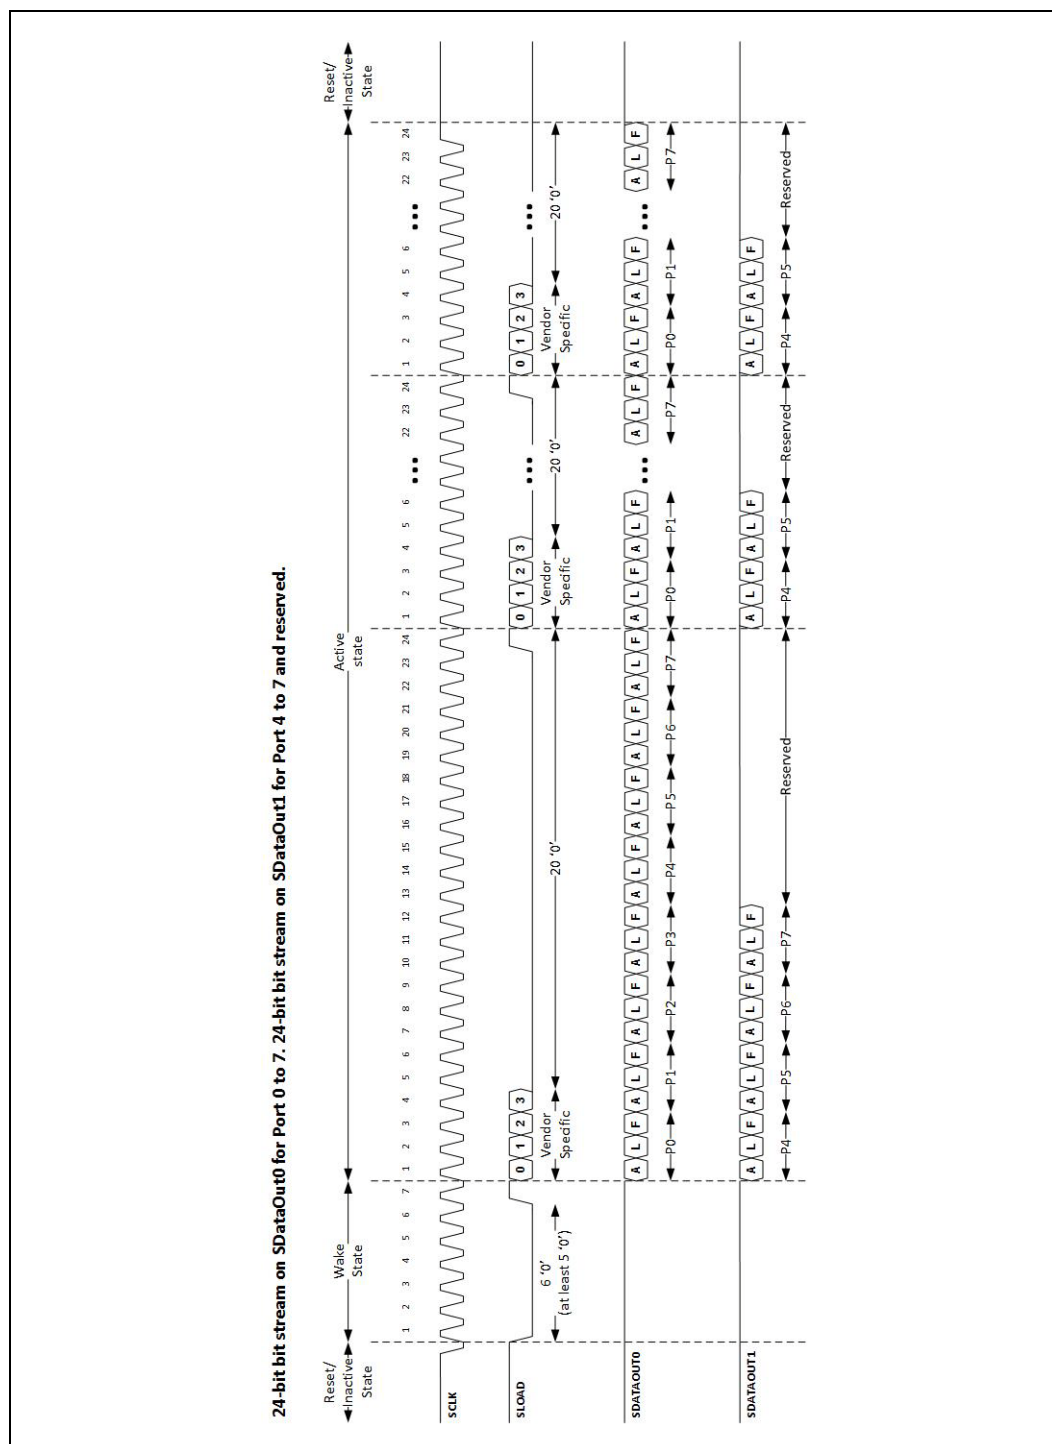 24-bit bit stream on SDataOut0 for Port 0 to 7. 24-bit bit stream on SDataOut1 for Port 4 to 7 and reserved.
Reset/ Inactive State
Wake State
Active state
Reset/ Inactive State
1 2 3 4 5 6 7
1 2 3 4 5 6 7 8 9 10 11 12 13 14 15 16 17 18 19 20 21 22 23 24
1 2 3 4 5 6 ••• 22 23 24
1 2 3 4 5 6 ••• 22 23 24
SCLK
SLOAD
0 1 2 3
•••
0 1 2 3
•••
0 1 2 3
6 '0'
(at least 5 '0')
Vendor Specific
20 '0'
Vendor Specific
20 '0'
Vendor Specific
20 '0'
SDATAOUT0
A L F A L F A L F A L F A L F A L F A L F A L F
A L F A L F ••• A L F
A L F A L F ••• A L F
P0 P1 P2 P3 P4 P5 P6 P7
P0 P1 P7
P0 P1 P7
SDATAOUT1
A L F A L F A L F A L F
A L F A L F
A L F A L F
P4 P5 P6 P7 Reserved
P4 P5 Reserved
P4 P5 Reserved